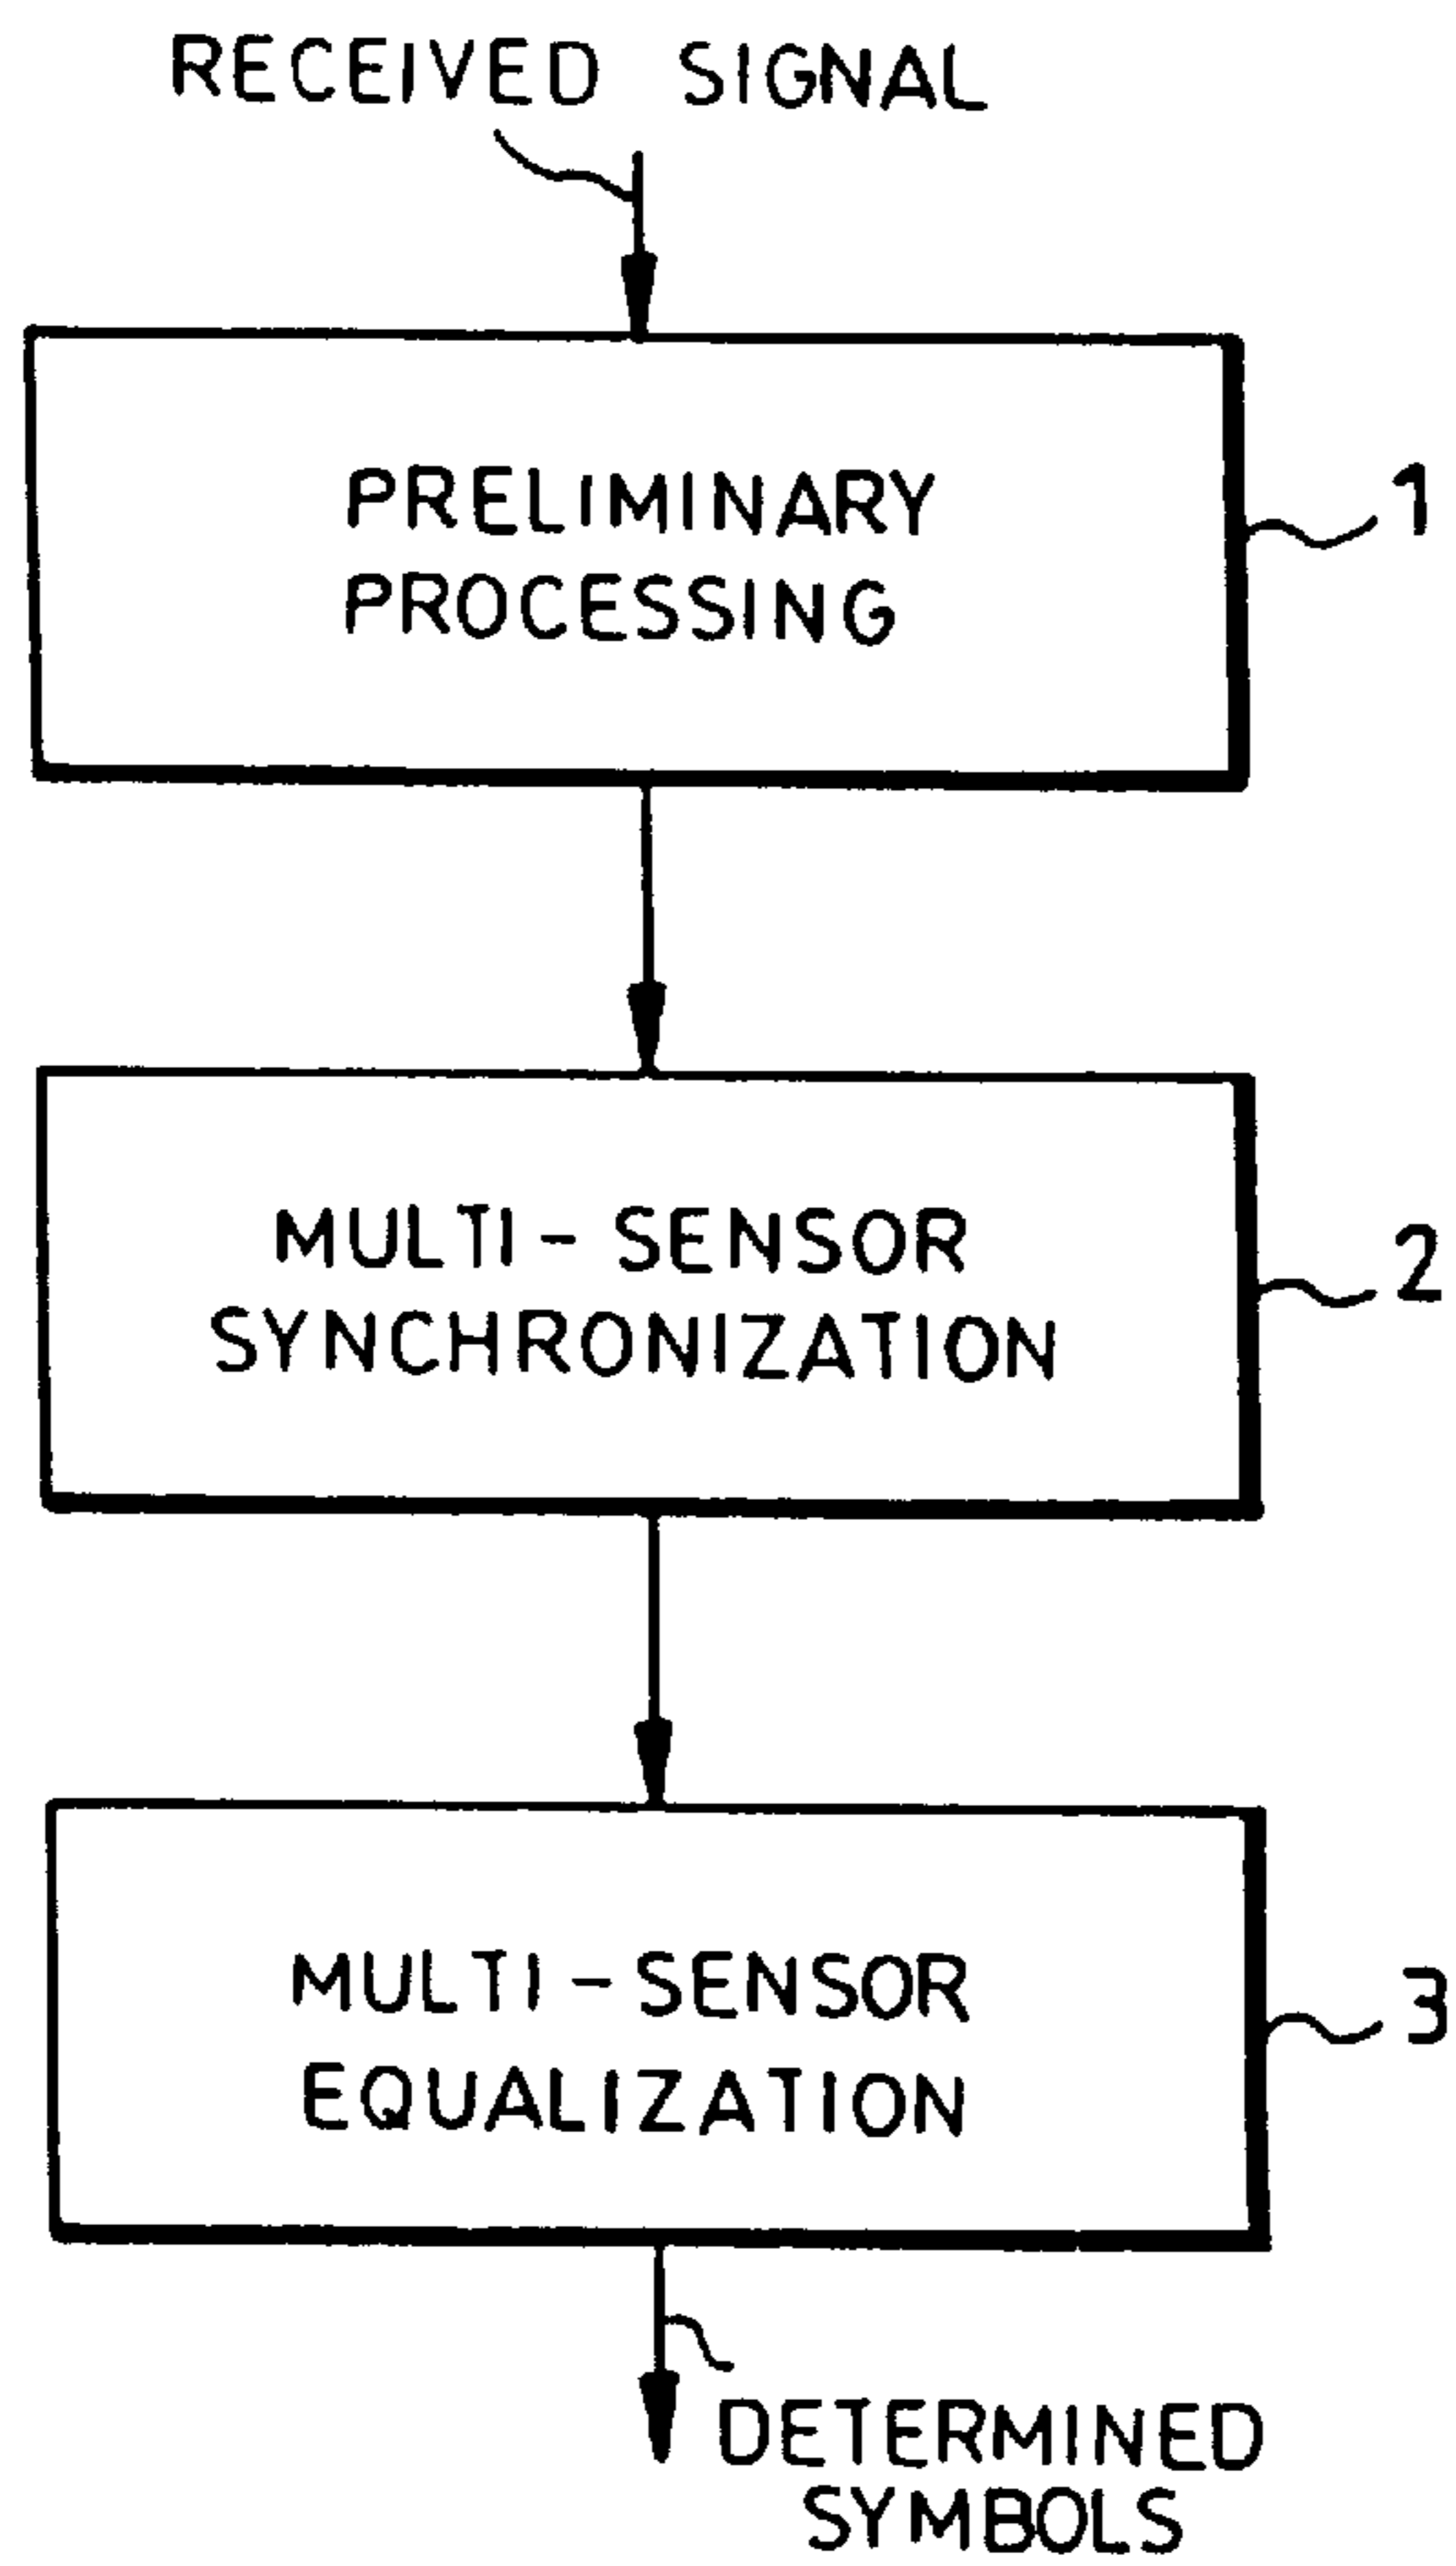 RECEIVED SIGNAL
PRELIMINARY
PROCESSING
1
MULTI-SENSOR
SYNCHRONIZATION
2
MULTI-SENSOR
EQUALIZATION
3
DETERMINED
SYMBOLS